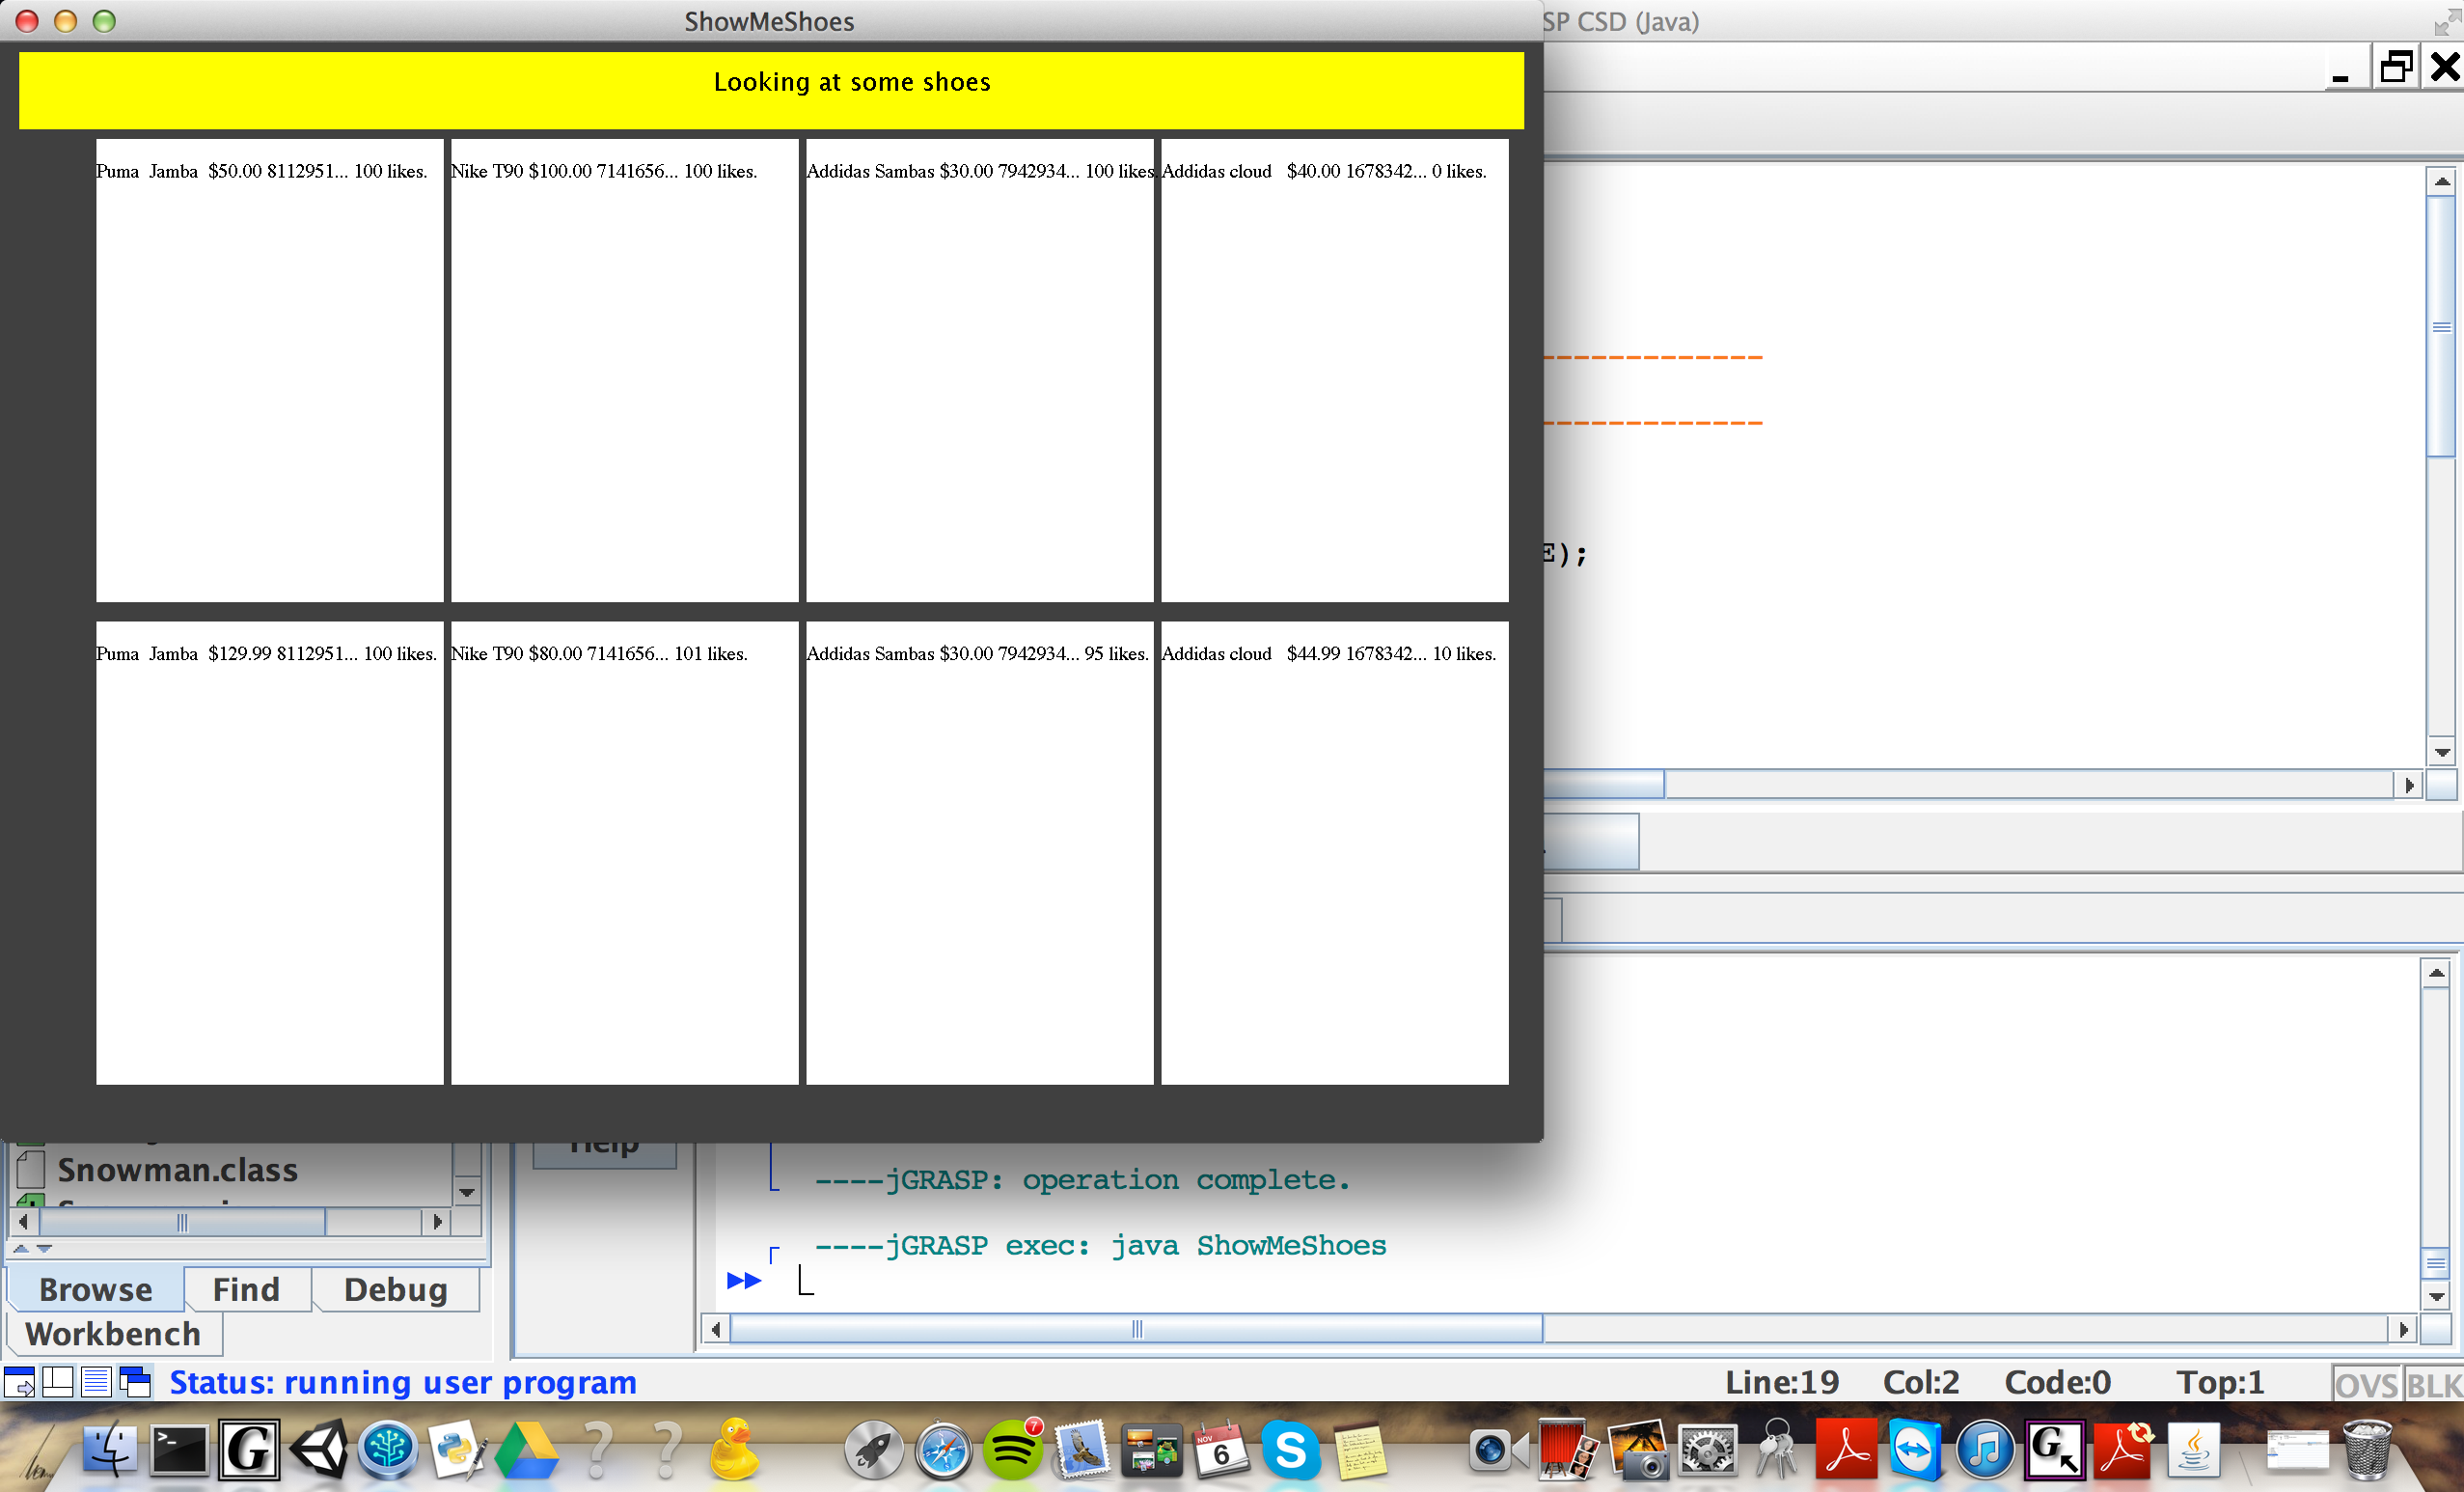 ShowMeShoes
SP CSD (Java)
Looking at some shoes
Puma Jamba $50.00 8112951... 100 likes.
Nike T90 $100.00 7141656... 100 likes.
Addidas Sambas $30.00 7942934... 100 likes.
Addidas cloud $40.00 1678342... 0 likes.
E);
Puma Jamba $129.99 8112951... 100 likes.
Nike T90 $80.00 7141656... 101 likes.
Addidas Sambas $30.00 7942934... 95 likes.
Addidas cloud $44.99 1678342... 10 likes.
Help
Snowman.class
----jGRASP: operation complete.
----jGRASP exec: java ShowMeShoes
Browse Find Debug
Workbench
Status: running user program
Line:19 Col:2 Code:0 Top:1 OVS BLK
7
NOV
6